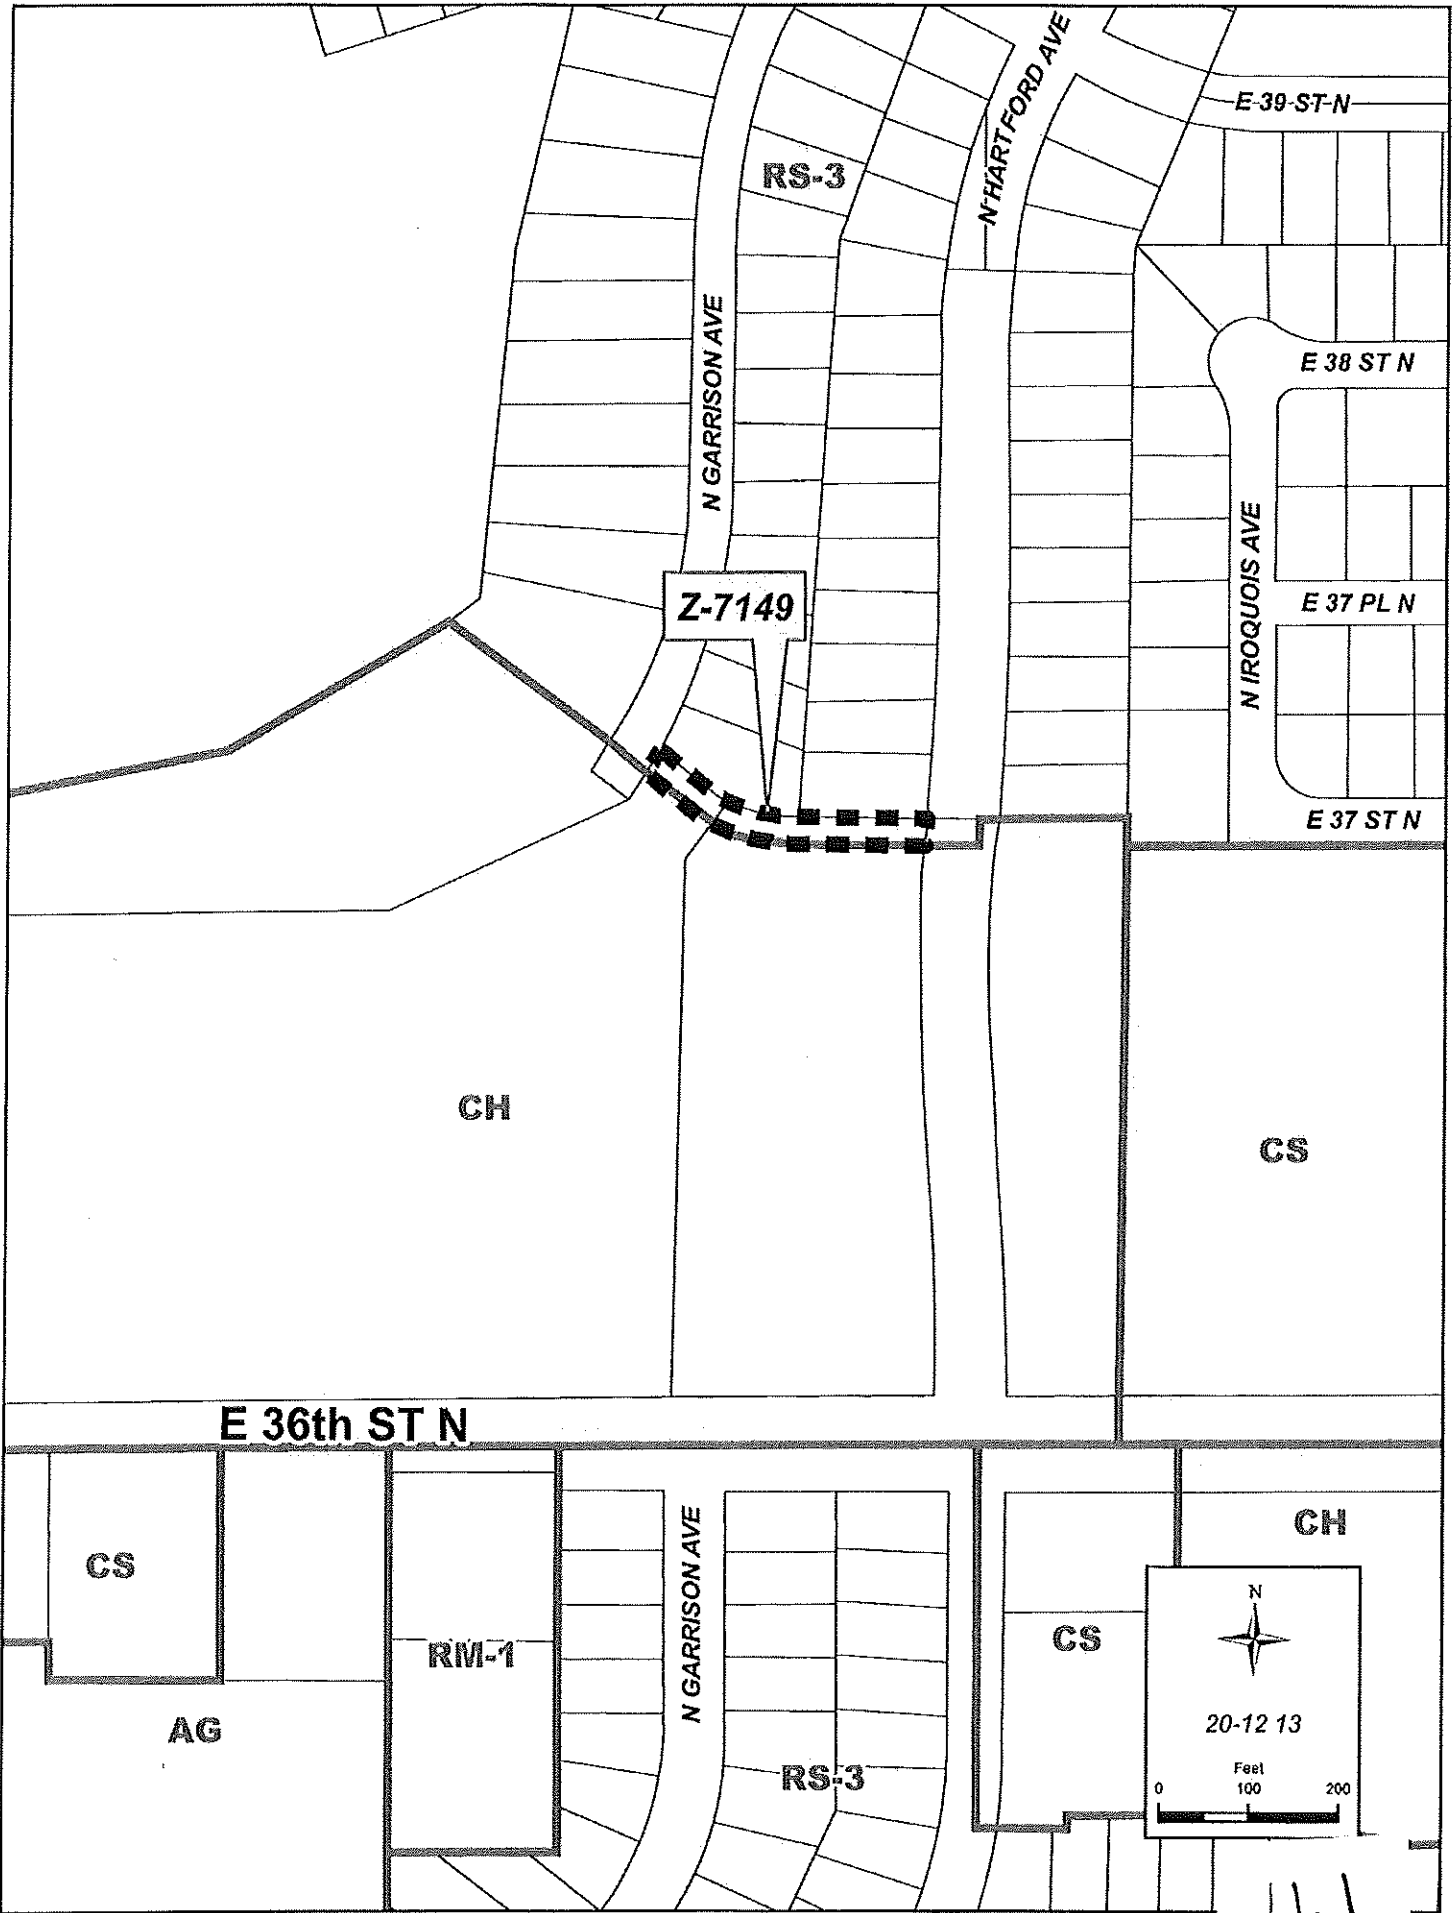 N HARTFORD AVE
E 39 ST N
RS-3
N GARRISON AVE
E 38 ST N
Z-7149
N IROQUOIS AVE
E 37 PL N
E 37 ST N
CH
CS
E 36th ST N
CS
RM-1
AG
N GARRISON AVE
RS-3
CS
CH
N
20-12 13
Feet
0 100 200